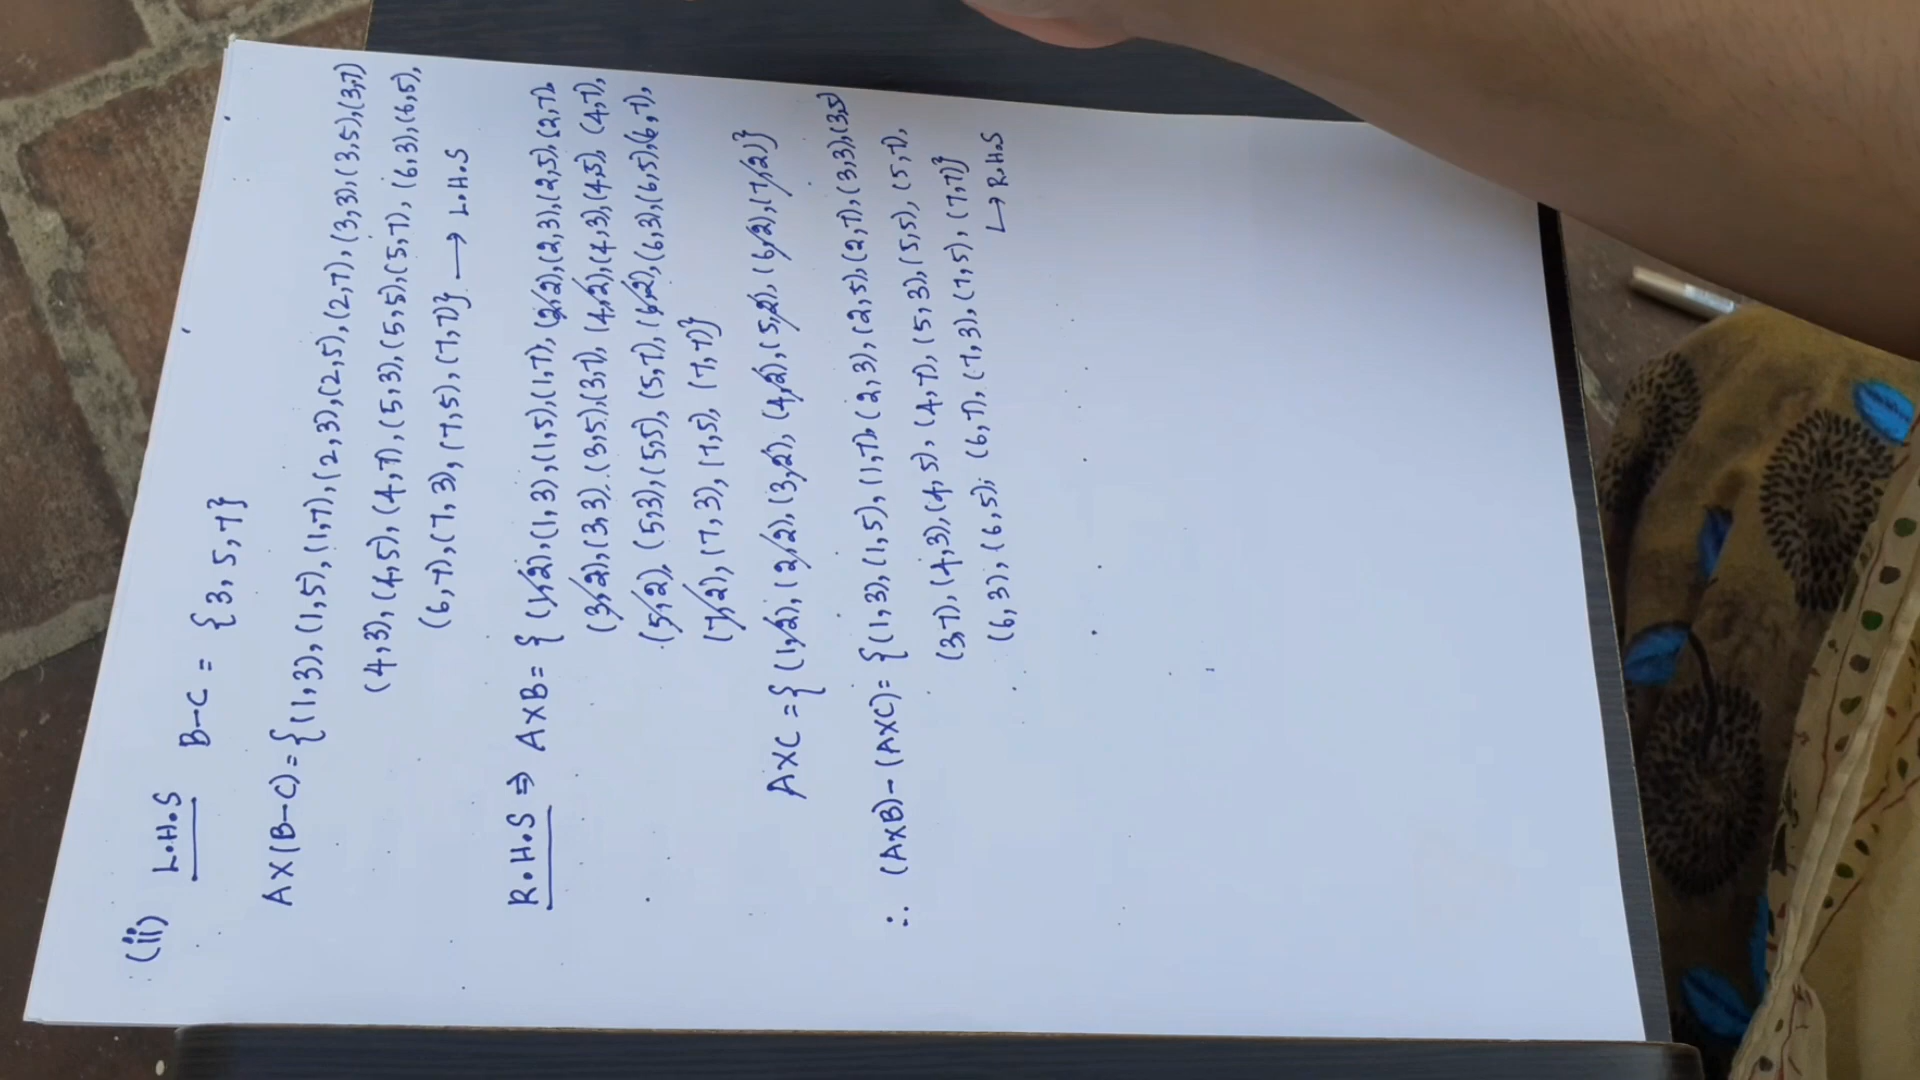 (ii) L.H.S B-C = {3,5,7}
AX(B-C)={(1,3),(1,5),(1,7),(2,3),(2,5),(2,7),(3,3),(3,5),(3,7)
(4,3),(4,5),(4,7),(5,3),(5,5),(5,7),(6,3),(6,5),
(6,7),(7,3),(7,5),(7,7)} → L.H.S
R.H.S ⇒ AXB = {(1,2),(1,3),(1,5),(1,7),(2,2),(2,3),(2,5),(2,7),
(3,2),(3,3),(3,5),(3,7),(4,2),(4,3),(4,5),(4,7),
(5,2),(5,3),(5,5),(5,7),(6,2),(6,3),(6,5),(6,7),
(7,2),(7,3),(7,5),(7,7)}
AXC = {(1,2),(2,2),(3,2),(4,2),(5,2),(6,2),(7,2)}
∴ (AXB)-(AXC)= {(1,3),(1,5),(1,7),(2,3),(2,5),(2,7),(3,3),(3,5)
(3,7),(4,3),(4,5),(4,7),(5,3),(5,5),(5,7),
(6,3),(6,5),(6,7),(7,3),(7,5),(7,7)}
↳ R.H.S